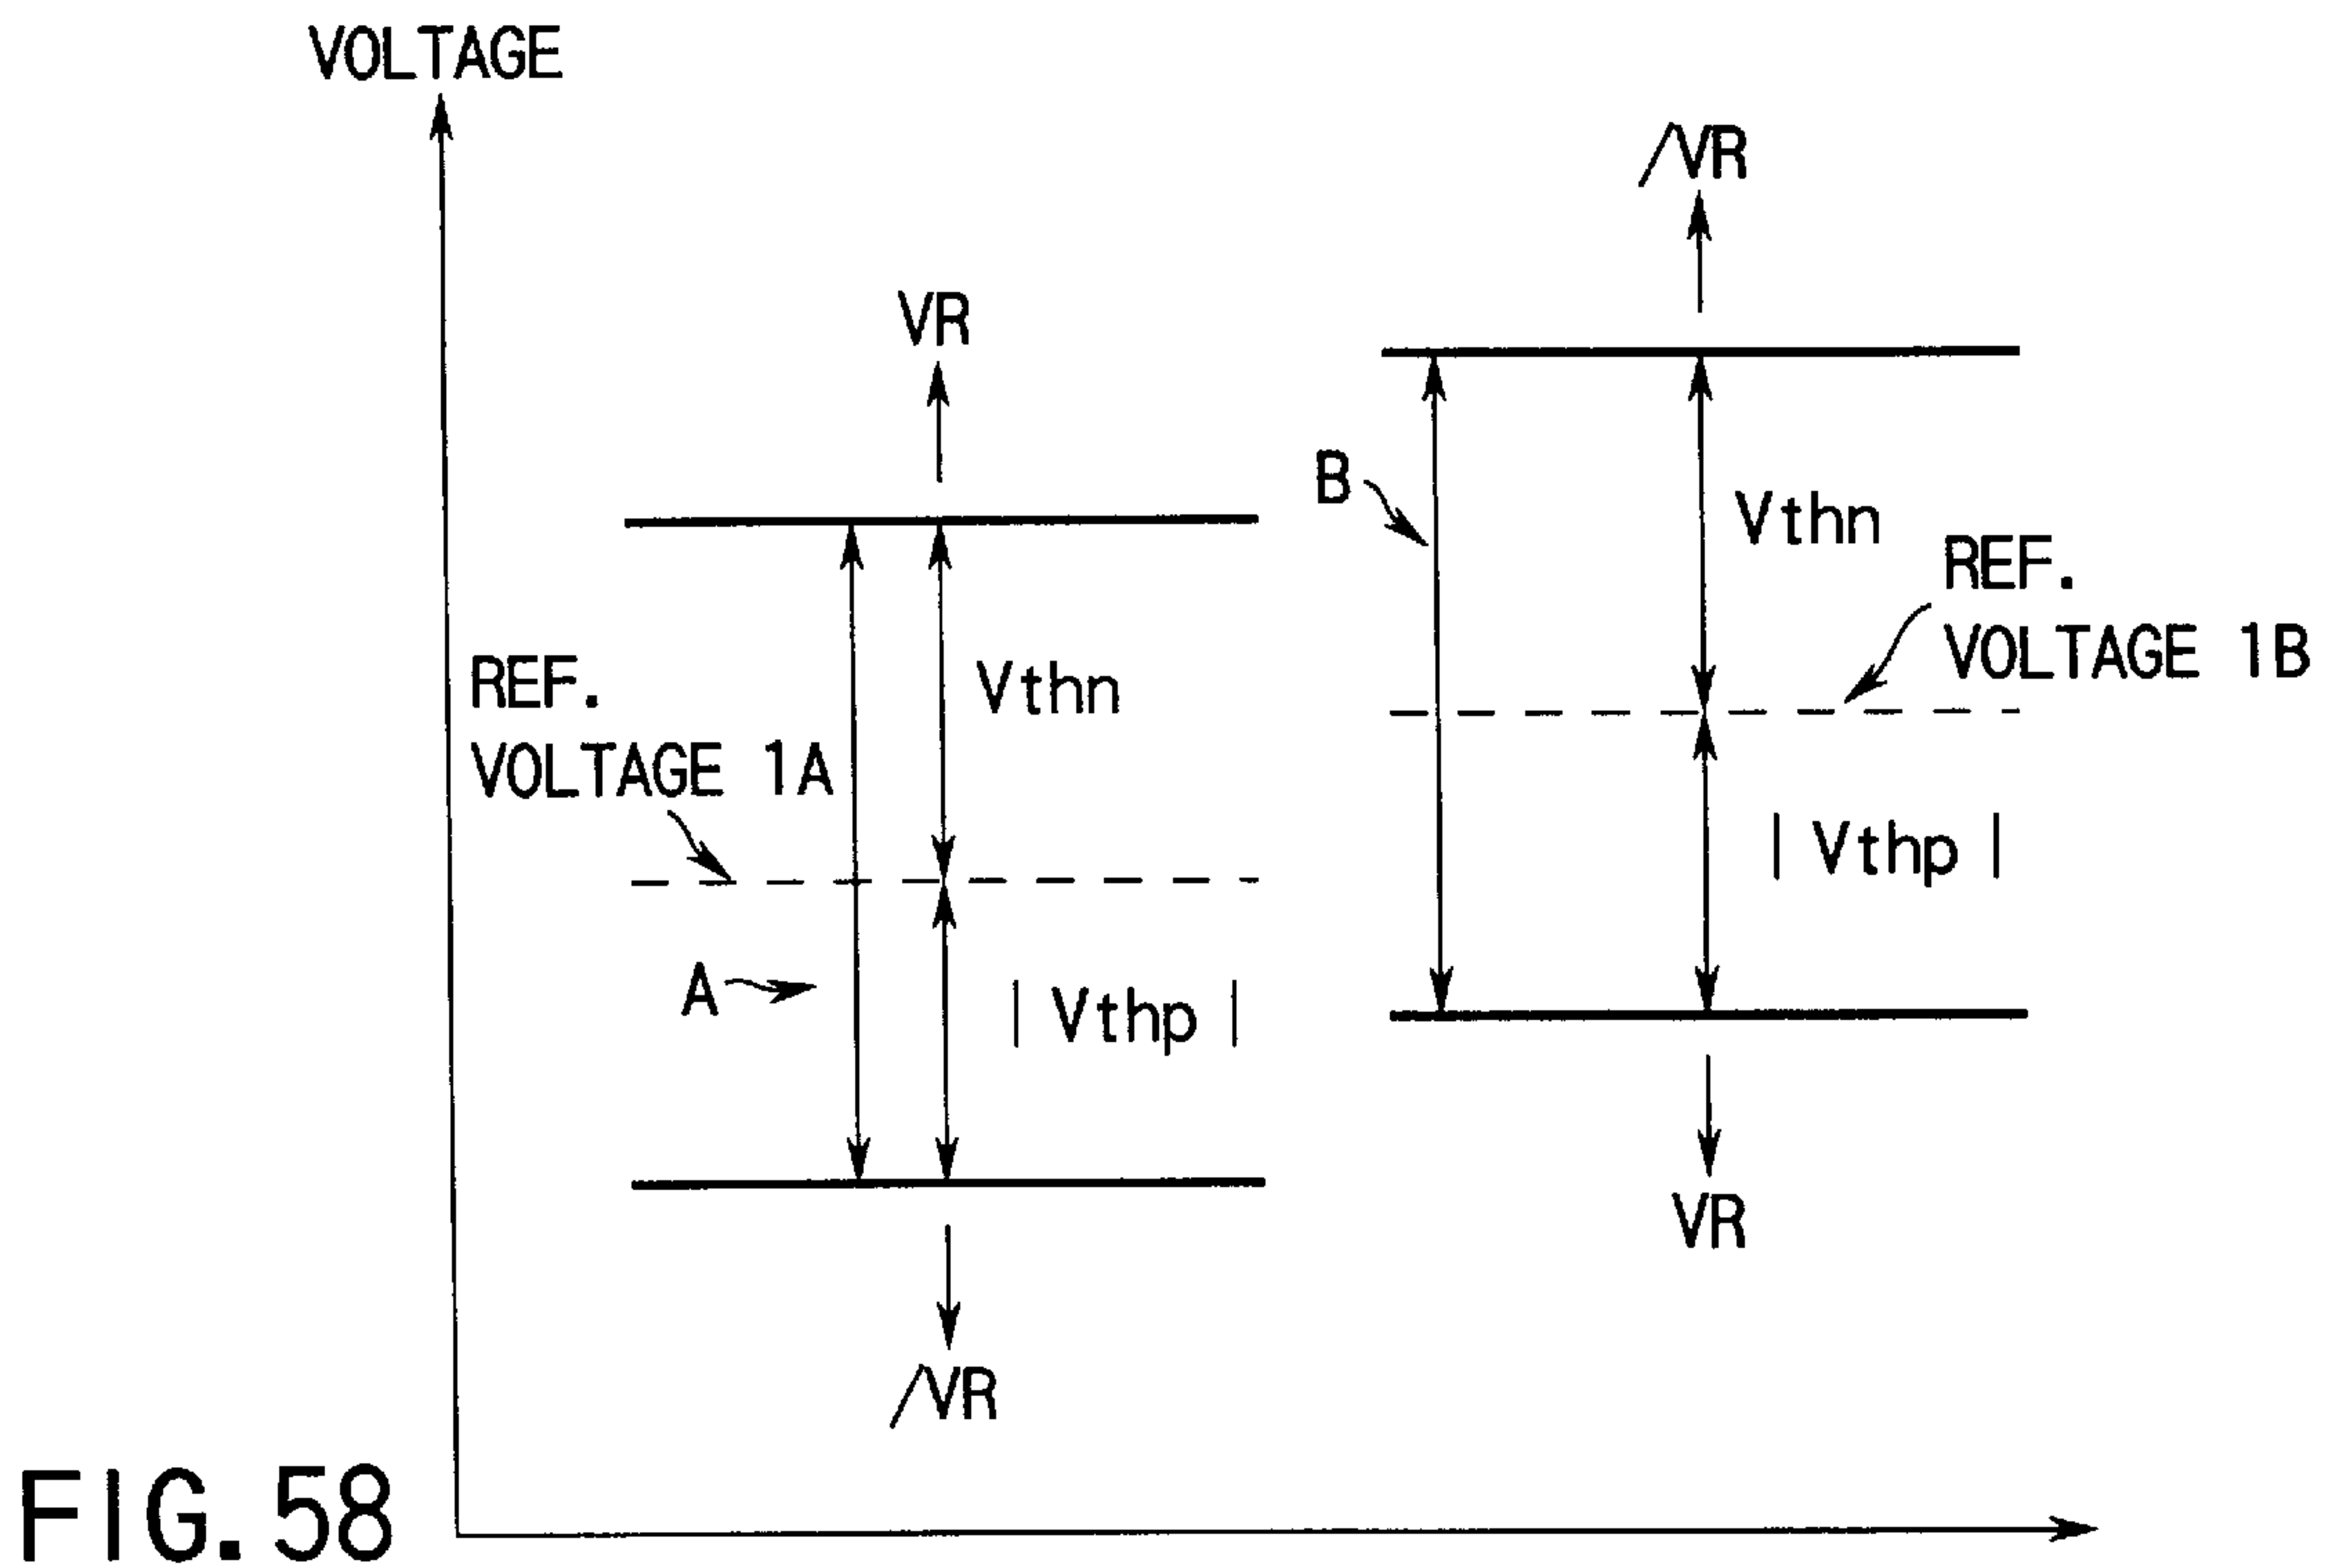 VOLTAGE
/VR
VR
B
Vthn
REF.
VOLTAGE 1B
REF.
VOLTAGE 1A
Vthn
| Vthp |
A
| Vthp |
VR
/VR
FIG.58